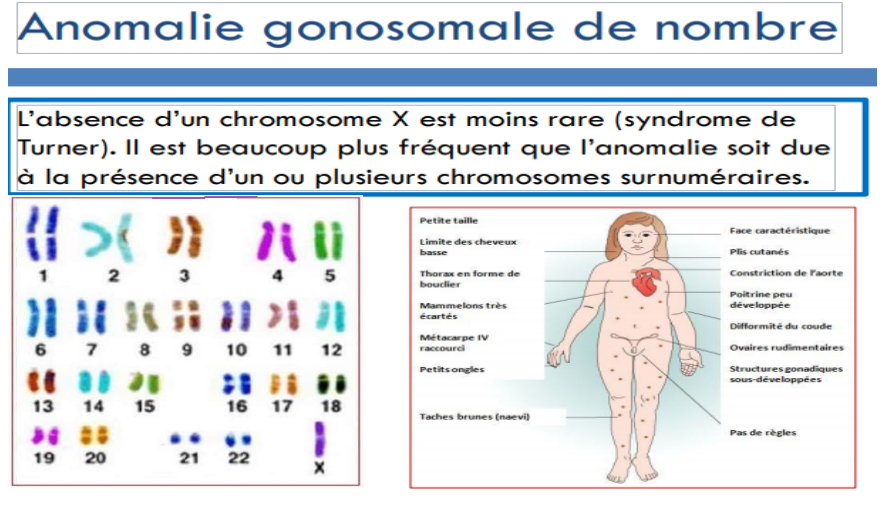 Anomalie gonosomale de nombre
L'absence d'un chromosome X est moins rare (syndrome de
Turner). Il est beaucoup plus fréquent que l'anomalie soit due
à la présence d'un ou plusieurs chromosomes surnuméraires.
1 2 3 4 5
6 7 8 9 10 11 12
13 14 15 16 17 18
19 20 21 22 X
Petite taille
Limite des cheveux
basse
Thorax en forme de
bouclier
Mammelons très
écartés
Métacarpe IV
raccourci
Petits ongles
Taches brunes (naevi)
Face caractéristique
Plis cutanés
Constriction de l'aorte
Poitrine peu
développée
Difformité du coude
Ovaires rudimentaires
Structures gonadiques
sous-développées
Pas de règles